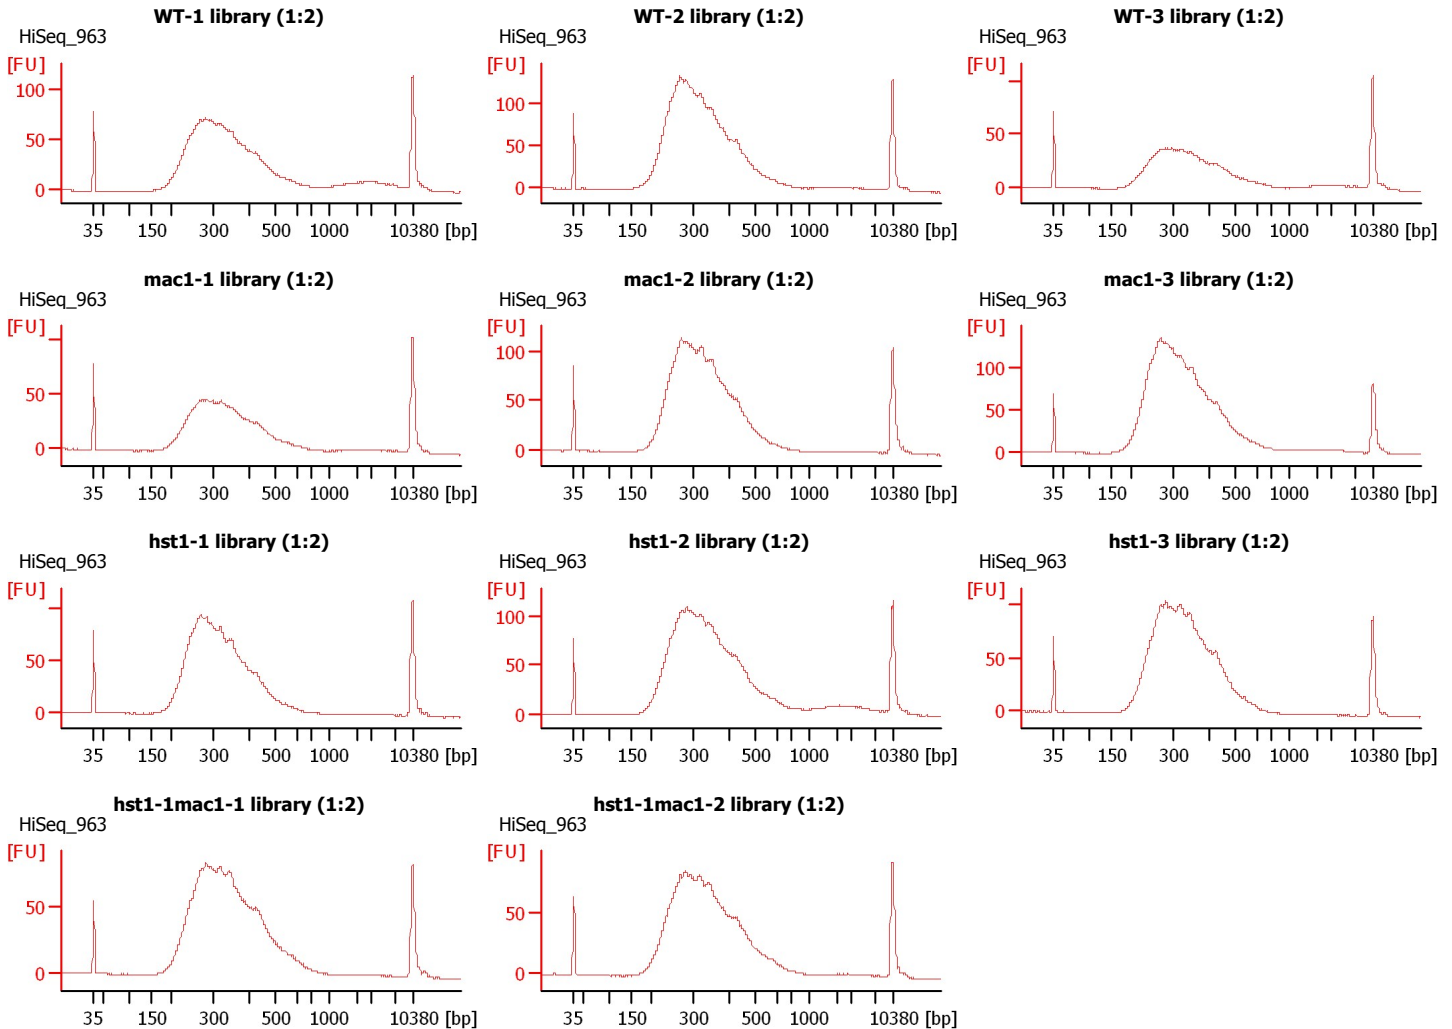 WT-1 library (1:2)
HiSeq_963
[FU]
100
50
0
35 150 300 500 1000 10380 [bp]
WT-2 library (1:2)
HiSeq_963
[FU]
100
50
0
35 150 300 500 1000 10380 [bp]
WT-3 library (1:2)
HiSeq_963
[FU]
50
0
35 150 300 500 1000 10380 [bp]
mac1-1 library (1:2)
HiSeq_963
[FU]
50
0
35 150 300 500 1000 10380 [bp]
mac1-2 library (1:2)
HiSeq_963
[FU]
100
50
0
35 150 300 500 1000 10380 [bp]
mac1-3 library (1:2)
HiSeq_963
[FU]
100
50
0
35 150 300 500 1000 10380 [bp]
hst1-1 library (1:2)
HiSeq_963
[FU]
50
0
35 150 300 500 1000 10380 [bp]
hst1-2 library (1:2)
HiSeq_963
[FU]
100
50
0
35 150 300 500 1000 10380 [bp]
hst1-3 library (1:2)
HiSeq_963
[FU]
50
0
35 150 300 500 1000 10380 [bp]
hst1-1mac1-1 library (1:2)
HiSeq_963
[FU]
50
0
35 150 300 500 1000 10380 [bp]
hst1-1mac1-2 library (1:2)
HiSeq_963
[FU]
50
0
35 150 300 500 1000 10380 [bp]